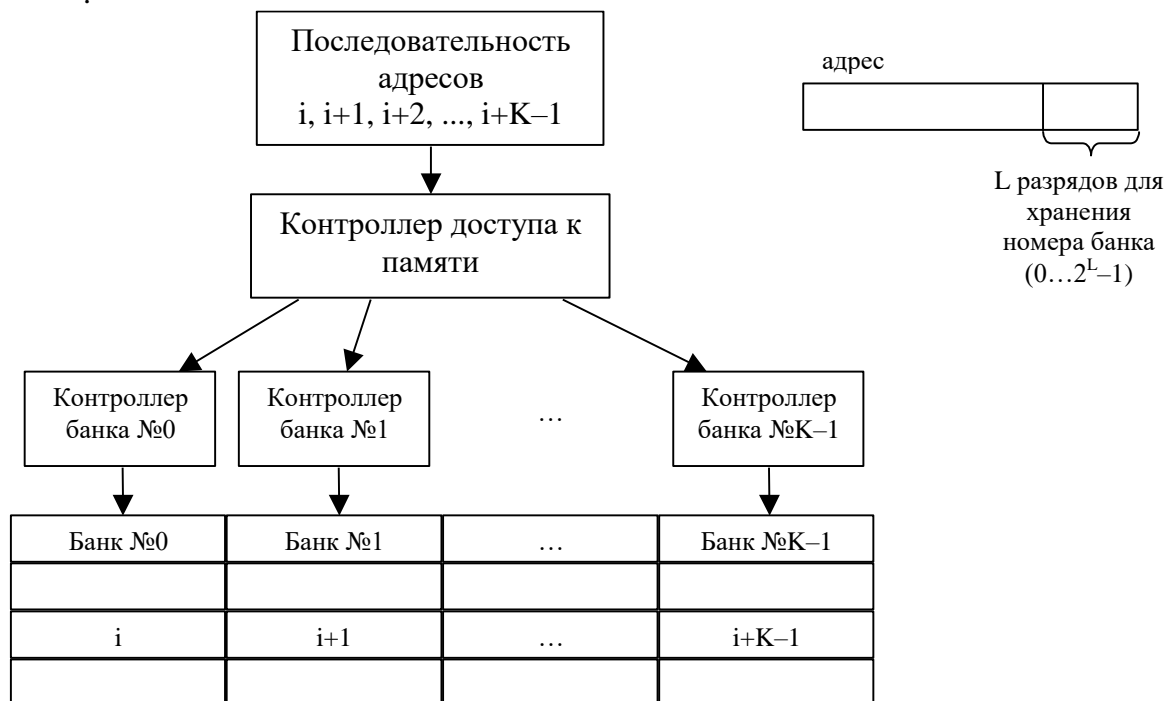 Последовательность
адресов
i, i+1, i+2, ..., i+K–1
адрес
L разрядов для
хранения
номера банка
(0…2^L–1)
Контроллер доступа к
памяти
Контроллер
банка №0
Контроллер
банка №1
…
Контроллер
банка №K–1
Банк №0
Банк №1
…
Банк №K–1
i
i+1
…
i+K–1